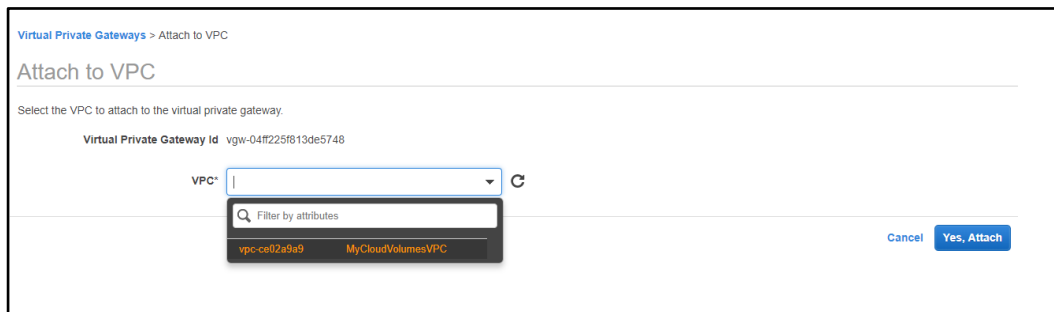 Virtual Private Gateways > Attach to VPC
Attach to VPC
Select the VPC to attach to the virtual private gateway.
Virtual Private Gateway Id vgw-04ff225f813de5748
VPC*
Filter by attributes
vpc-ce02a9a9 MyCloudVolumesVPC
Cancel Yes, Attach